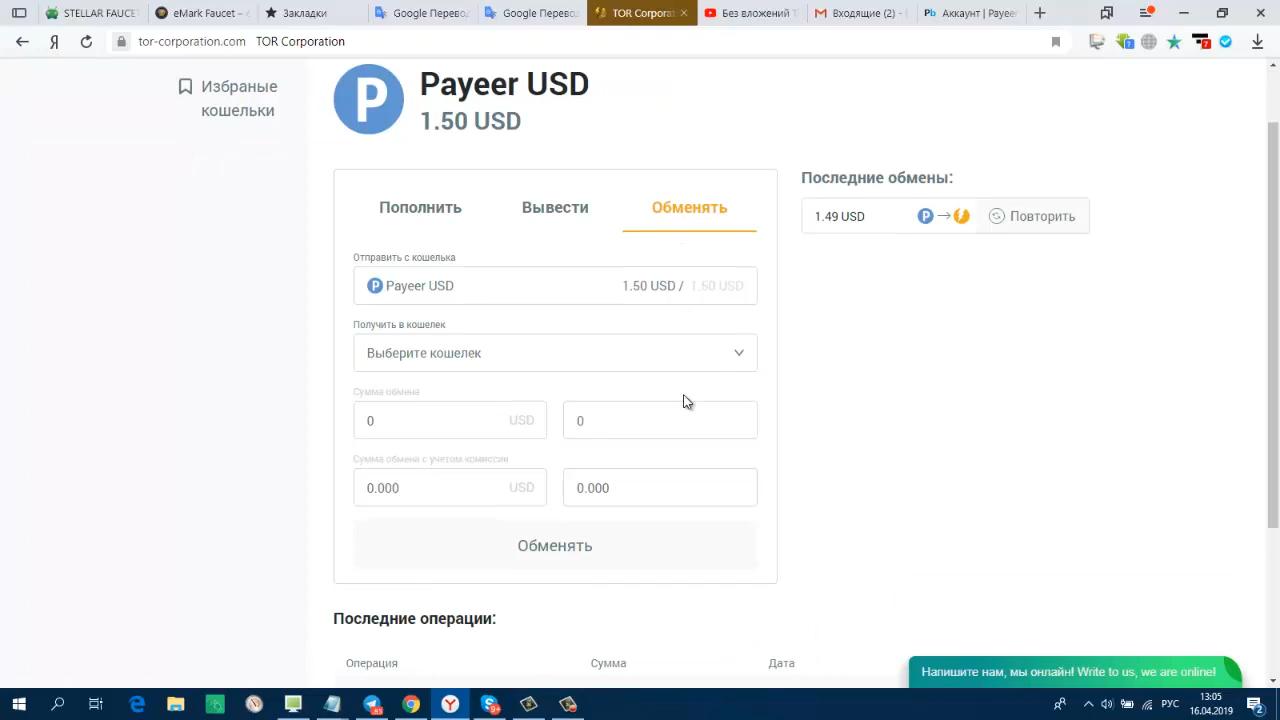 STELLAR FAUCET
eMark Faucet –
Закладки
Google Перевод
Google Перевод
TOR Corporat
Без вложений T
Входящие (2) -
Аккаунт | Payeer
Я
tor-corporation.com
TOR Corporation
7
7
Избраные
кошельки
P
Payeer USD
1.50 USD
Пополнить
Вывести
Обменять
Отправить с кошелька
P
Payeer USD
1.50 USD /
1.50 USD
Получить в кошелек
Выберите кошелек
Сумма обмена
0
USD
0
Сумма обмена с учетом комиссии
0.000
USD
0.000
Обменять
Последние обмены:
1.49 USD
P
Повторить
Последние операции:
Операция
Сумма
Дата
Напишите нам, мы онлайн! Write to us, we are online!
РУС
13:05
16.04.2019
2